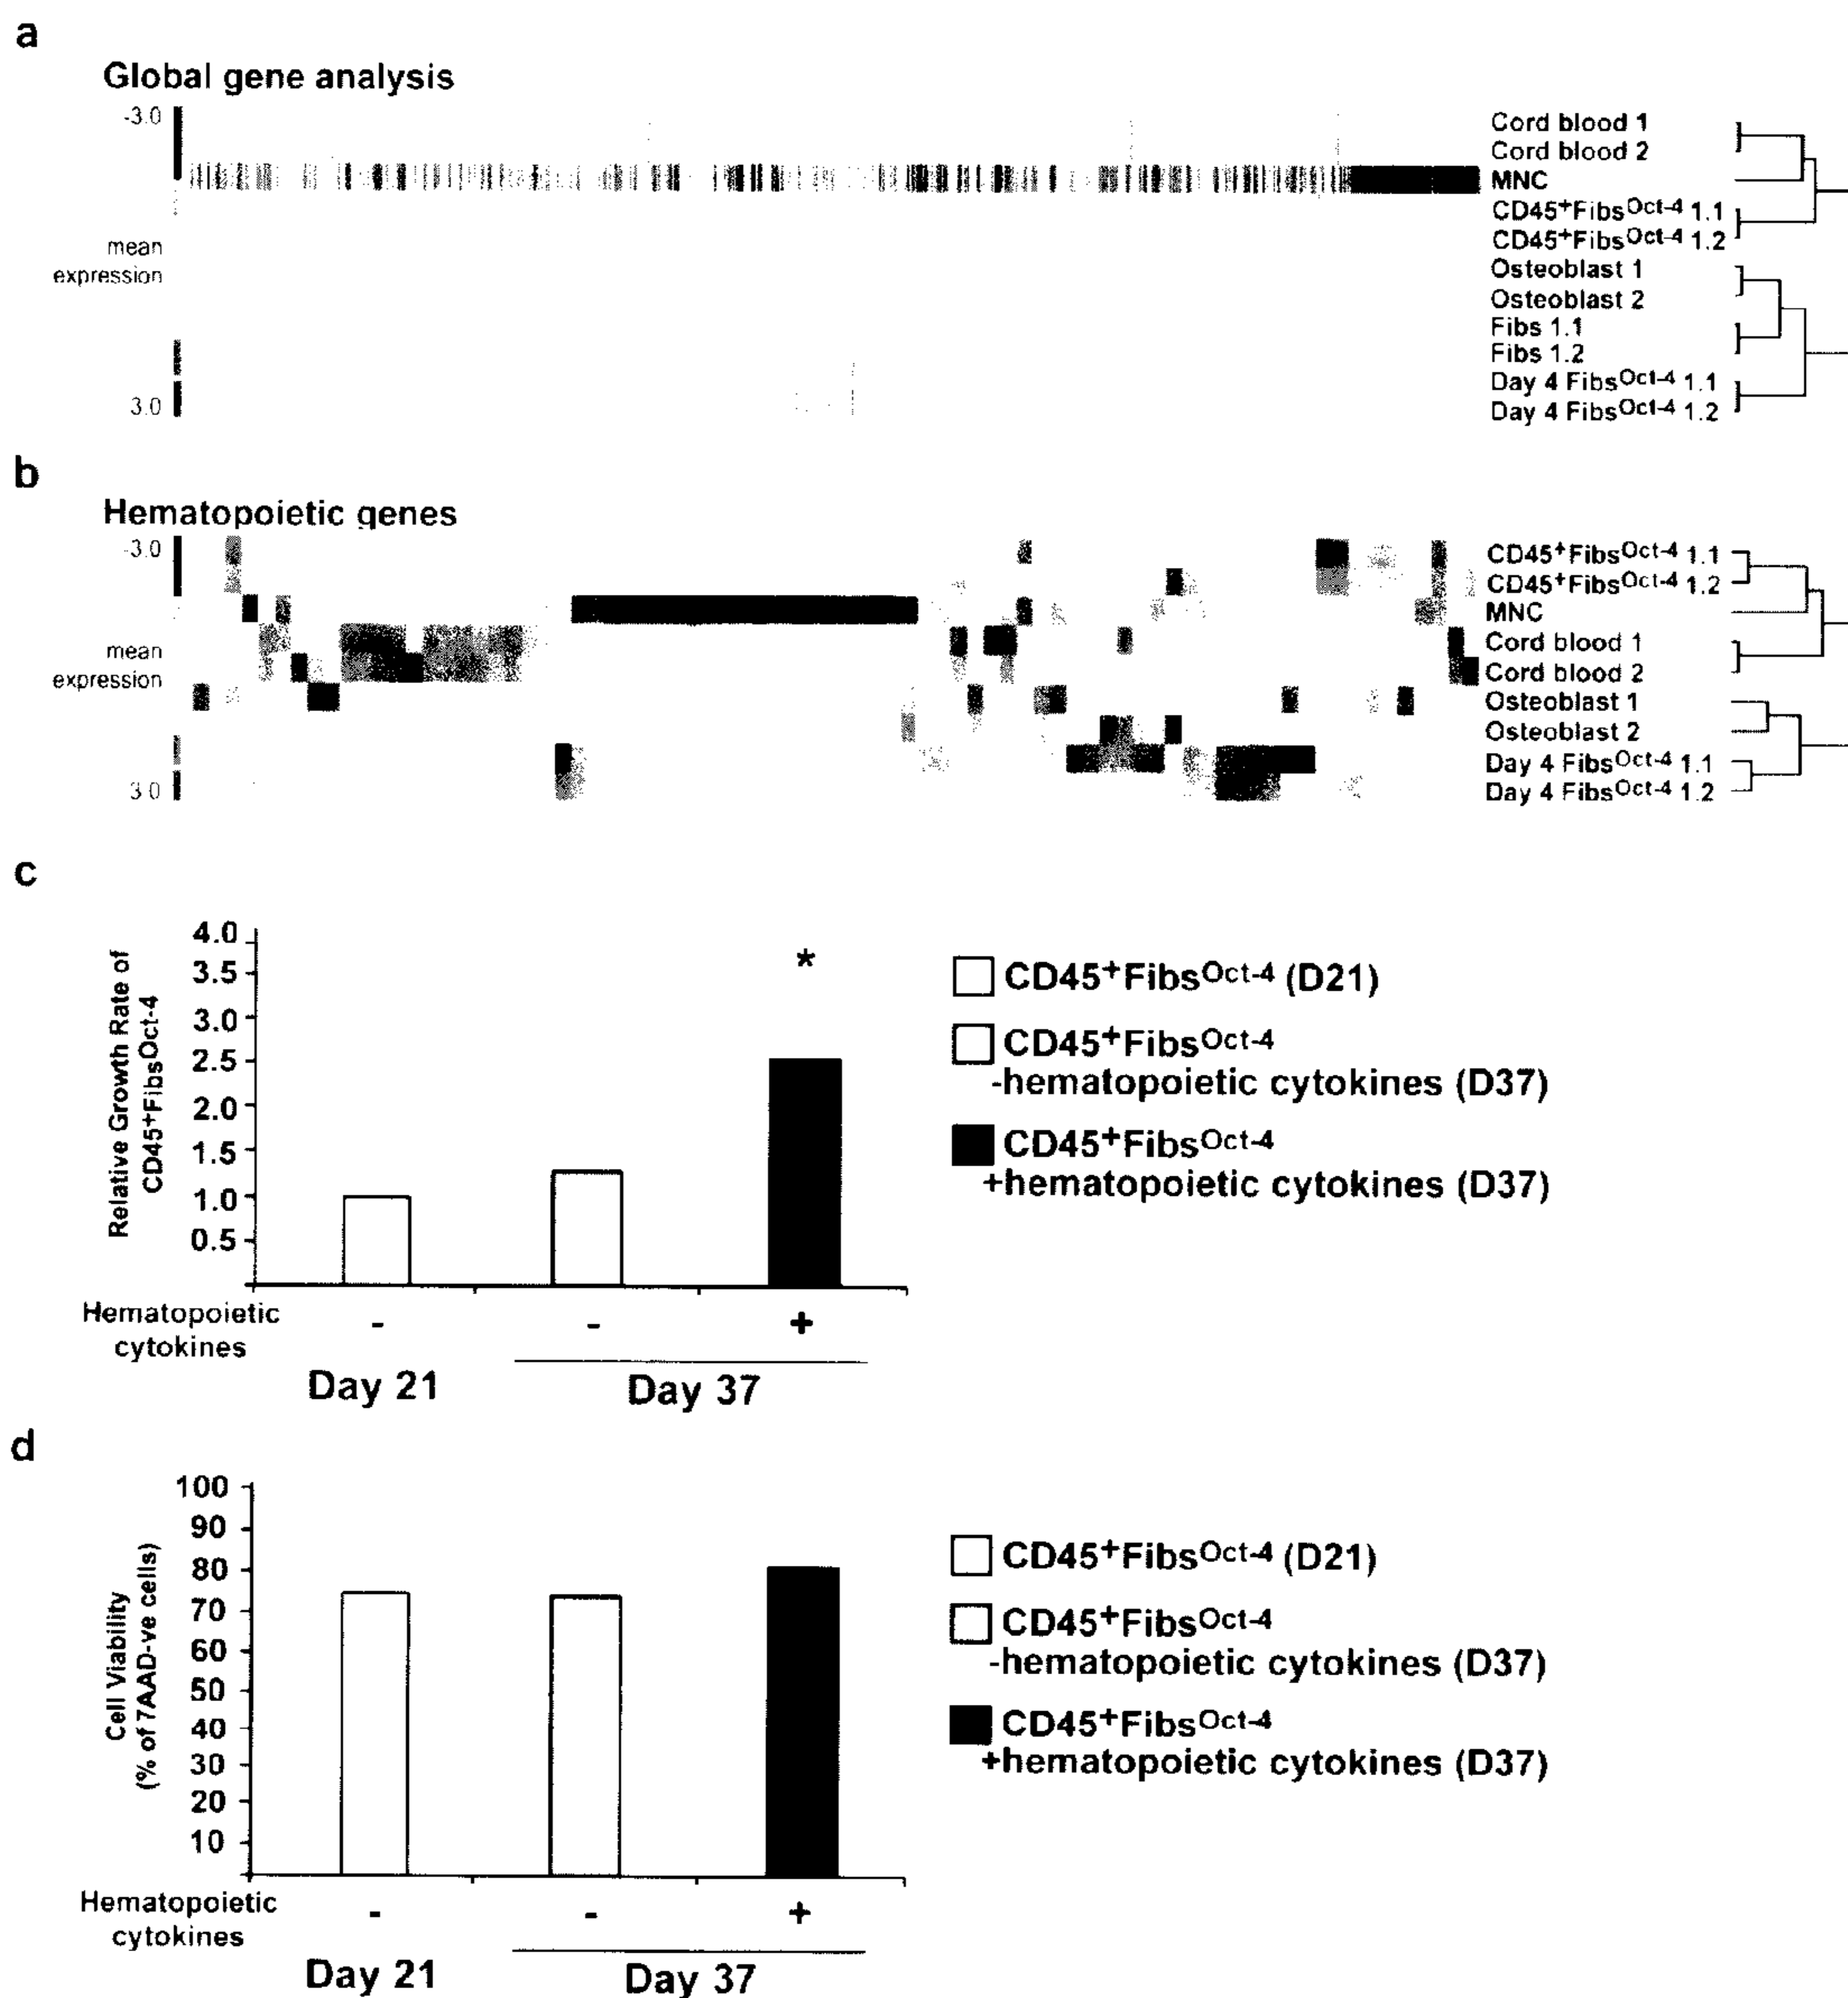 a
Global gene analysis
-3.0
mean
expression
3.0
Cord blood 1
Cord blood 2
MNC
CD45+FibsOct-4 1.1
CD45+FibsOct-4 1.2
Osteoblast 1
Osteoblast 2
Fibs 1.1
Fibs 1.2
Day 4 FibsOct-4 1.1
Day 4 FibsOct-4 1.2
b
Hematopoietic genes
-3.0
mean
expression
3.0
CD45+FibsOct-4 1.1
CD45+FibsOct-4 1.2
MNC
Cord blood 1
Cord blood 2
Osteoblast 1
Osteoblast 2
Day 4 FibsOct-4 1.1
Day 4 FibsOct-4 1.2
c
Relative Growth Rate of
CD45+FibsOct-4
4.0
3.5
3.0
2.5
2.0
1.5
1.0
0.5
*
Hematopoietic
cytokines
- - +
Day 21 Day 37
CD45+FibsOct-4 (D21)
CD45+FibsOct-4
-hematopoietic cytokines (D37)
CD45+FibsOct-4
+hematopoietic cytokines (D37)
d
Cell Viability
(% of 7AAD-ve cells)
100
90
80
70
60
50
40
30
20
10
Hematopoietic
cytokines
- - +
Day 21 Day 37
CD45+FibsOct-4 (D21)
CD45+FibsOct-4
-hematopoietic cytokines (D37)
CD45+FibsOct-4
+hematopoietic cytokines (D37)